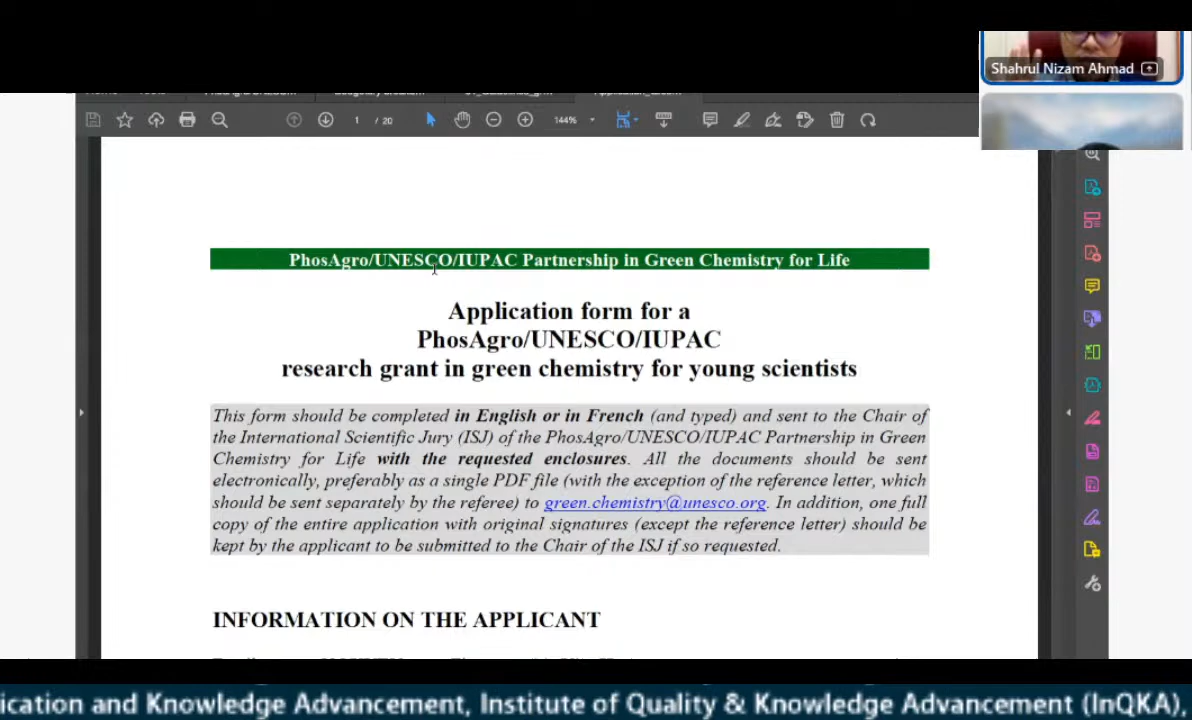 Shahrul Nizam Ahmad
1 / 20
144%
PhosAgro/UNESCO/IUPAC Partnership in Green Chemistry for Life
Application form for a
PhosAgro/UNESCO/IUPAC
research grant in green chemistry for young scientists
This form should be completed in English or in French (and typed) and sent to the Chair of
the International Scientific Jury (ISJ) of the PhosAgro/UNESCO/IUPAC Partnership in Green
Chemistry for Life with the requested enclosures. All the documents should be sent
electronically, preferably as a single PDF file (with the exception of the reference letter, which
should be sent separately by the referee) to green.chemistry@unesco.org. In addition, one full
copy of the entire application with original signatures (except the reference letter) should be
kept by the applicant to be submitted to the Chair of the ISJ if so requested.
INFORMATION ON THE APPLICANT
ication and Knowledge Advancement, Institute of Quality & Knowledge Advancement (InQKA),